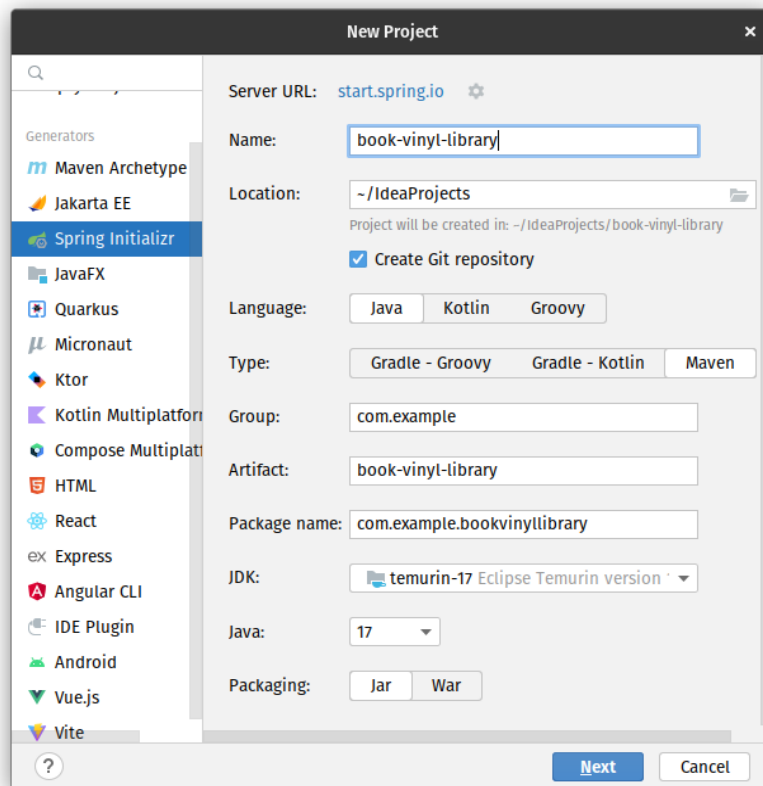 New Project
Generators
Maven Archetype
Jakarta EE
Spring Initializr
JavaFX
Quarkus
Micronaut
Ktor
Kotlin Multiplatform
Compose Multiplatf
HTML
React
ex Express
Angular CLI
IDE Plugin
Android
Vue.js
Vite
Server URL: start.spring.io
Name: book-vinyl-library
Location: ~/IdeaProjects
Project will be created in: ~/IdeaProjects/book-vinyl-library
Create Git repository
Language: Java Kotlin Groovy
Type: Gradle - Groovy Gradle - Kotlin Maven
Group: com.example
Artifact: book-vinyl-library
Package name: com.example.bookvinyllibrary
JDK: temurin-17 Eclipse Temurin version
Java: 17
Packaging: Jar War
? Next Cancel